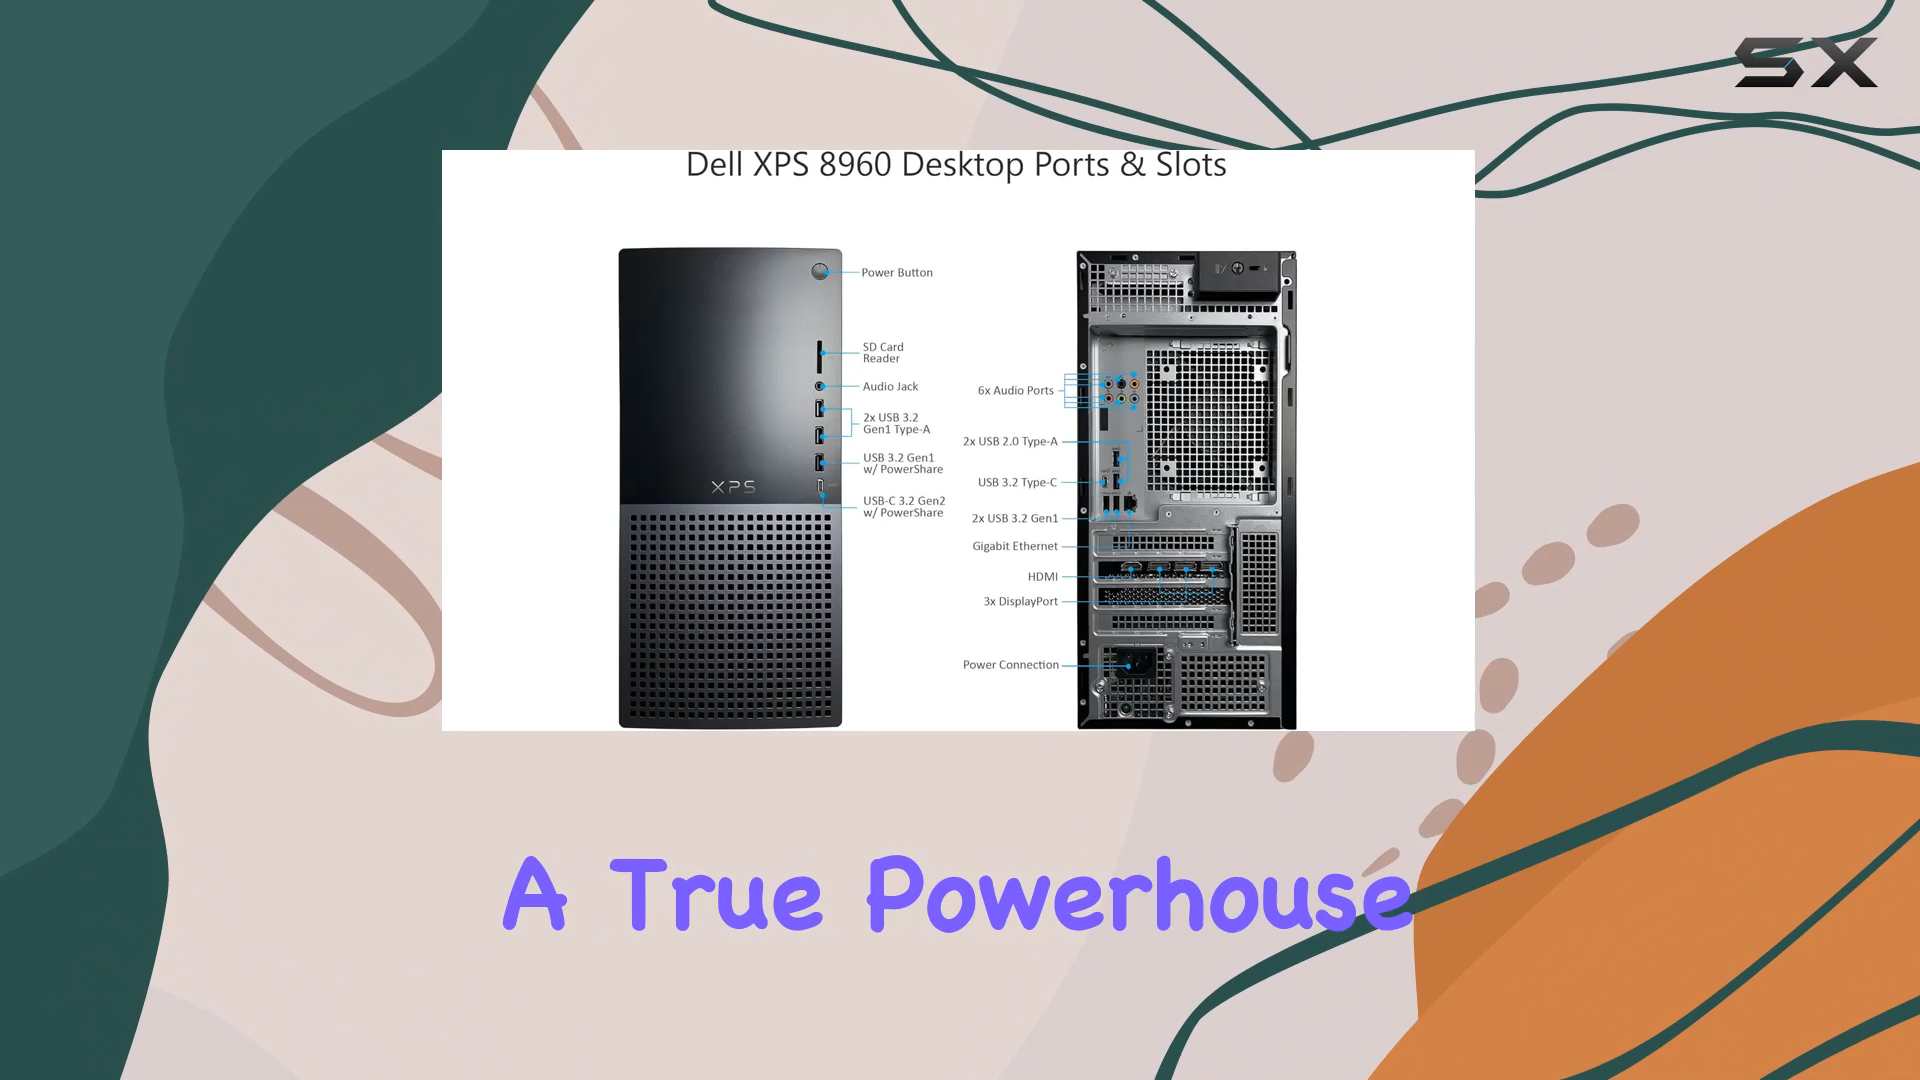 SX
Dell XPS 8960 Desktop Ports & Slots
Power Button
SD Card
Reader
Audio Jack
2x USB 3.2
Gen1 Type-A
USB 3.2 Gen1
w/ PowerShare
XPS
USB-C 3.2 Gen2
w/ PowerShare
6x Audio Ports
2x USB 2.0 Type-A
USB 3.2 Type-C
2x USB 3.2 Gen1
Gigabit Ethernet
HDMI
3x DisplayPort
Power Connection
A True Powerhouse